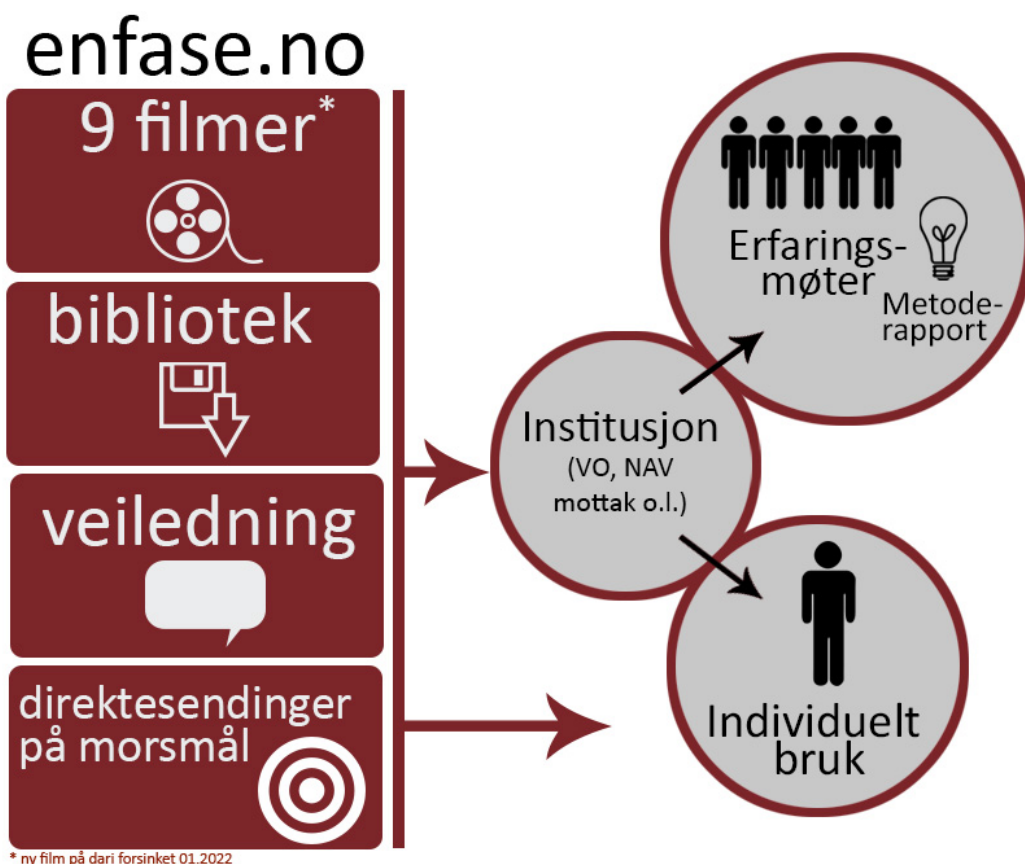 enfase.no
9 filmer*
bibliotek
veiledning
direktesendinger
på morsmål
* ny film på dari forsinket 01.2022
Institusjon
(VO, NAV
mottak o.l.)
Erfarings-
møter
Metode-
rapport
Individuelt
bruk